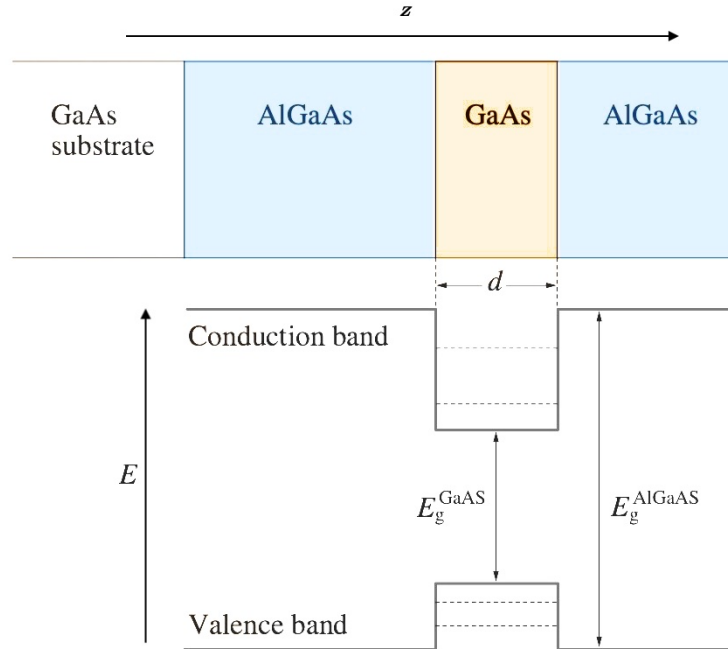 z
GaAs
substrate
AlGaAs
GaAs
AlGaAs
d
Conduction band
E
E_g^GaAS
E_g^AlGaAS
Valence band